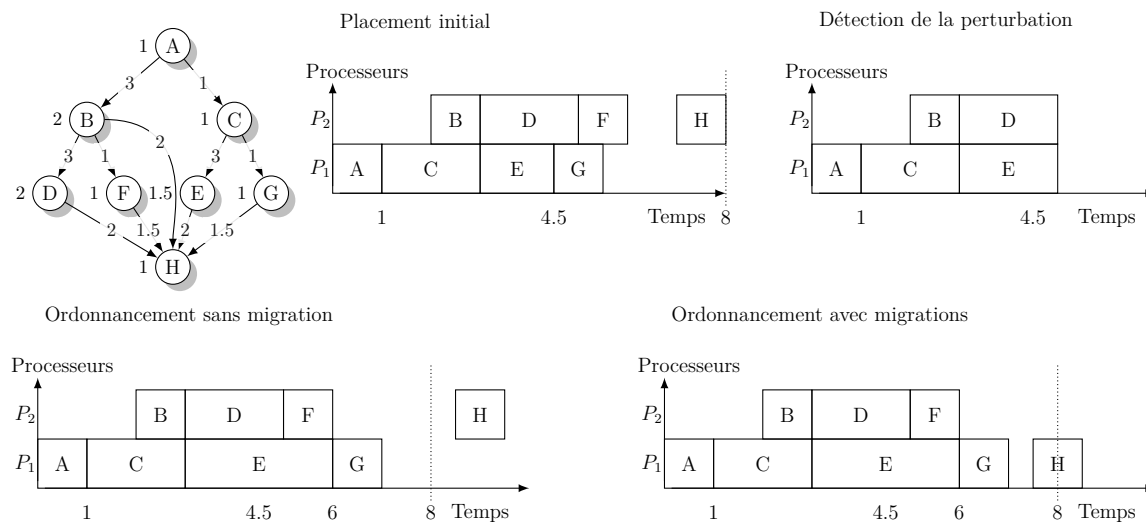 Placement initial
Détection de la perturbation
1 A
3 1
2 B
1 C
2
3 1 3 1
2 D
1 F
1.5 E
1 G
2 1.5 2 1.5
1 H
Processeurs
P2 B D F H
P1 A C E G
1 4.5 Temps 8
Processeurs
P2 B D
P1 A C E
1 4.5 Temps
Ordonnancement sans migration
Ordonnancement avec migrations
Processeurs
P2 B D F H
P1 A C E G
1 4.5 6 8 Temps
Processeurs
P2 B D F
P1 A C E G H
1 4.5 6 8 Temps